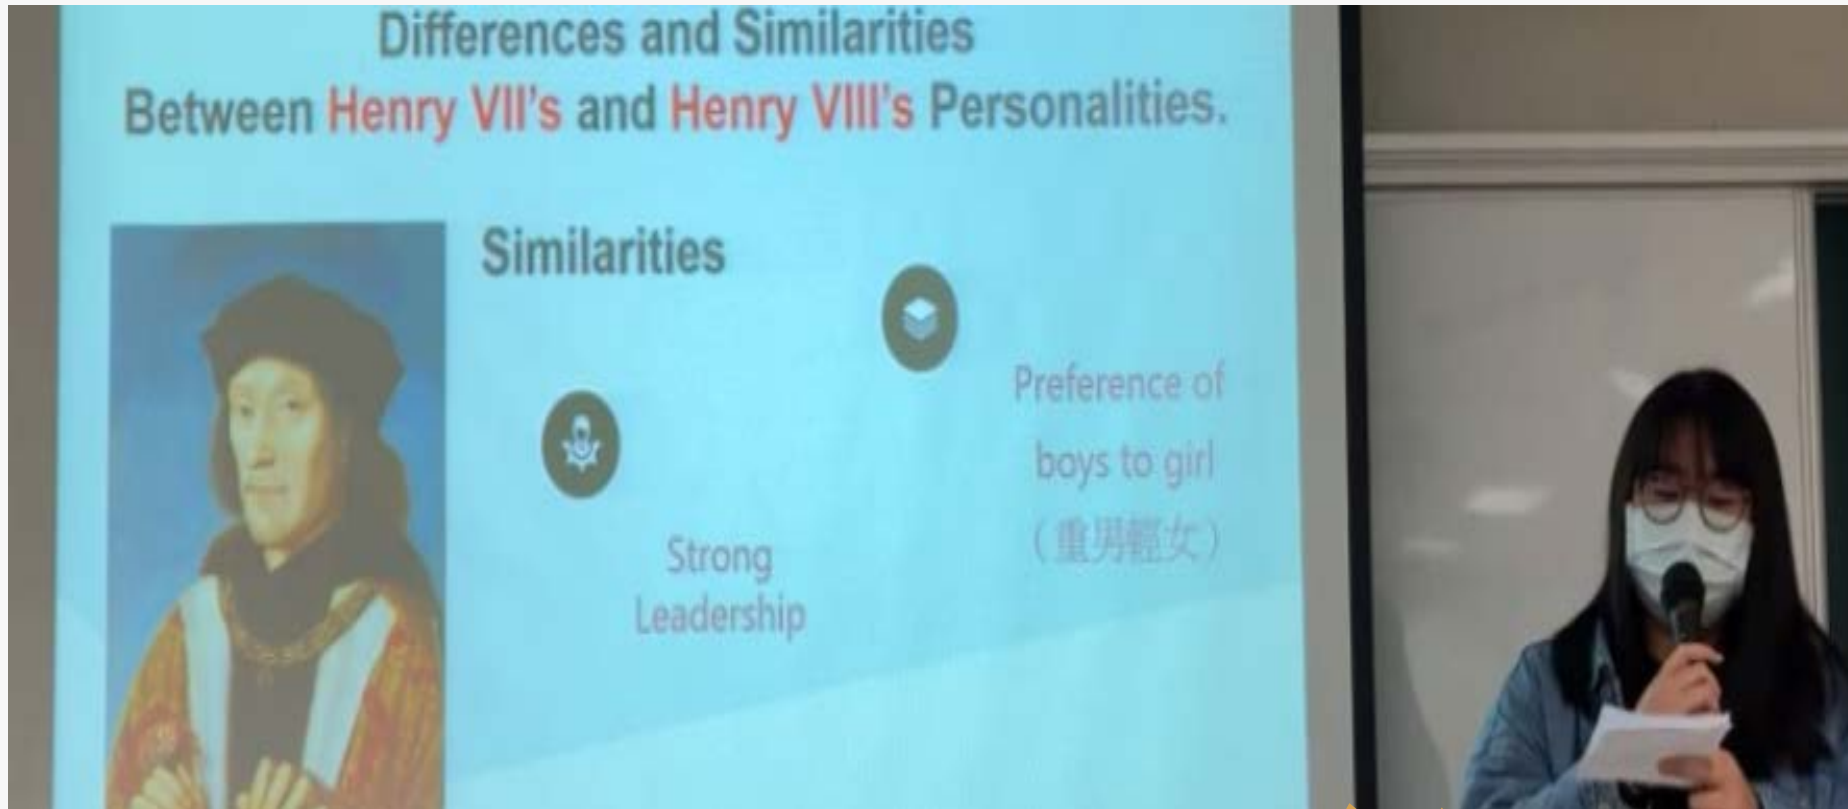 Differences and Similarities
Between Henry VII's and Henry VIII's Personalities.
Similarities
Strong
Leadership
Preference of
boys to girl
（重男輕女）